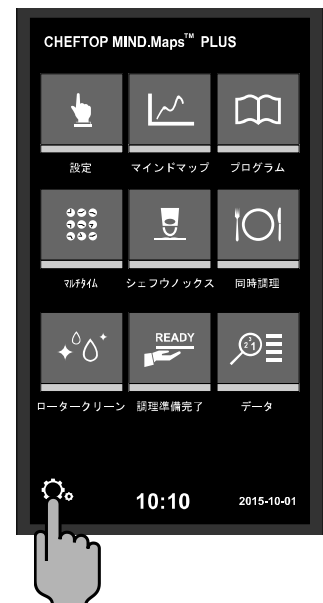 CHEFTOP MIND.Maps™ PLUS
設定 マインドマップ プログラム
ﾏﾙﾁﾀｲﾑ シェフウノックス 同時調理
READY
ロータークリーン 調理準備完了 データ
10:10 2015-10-01